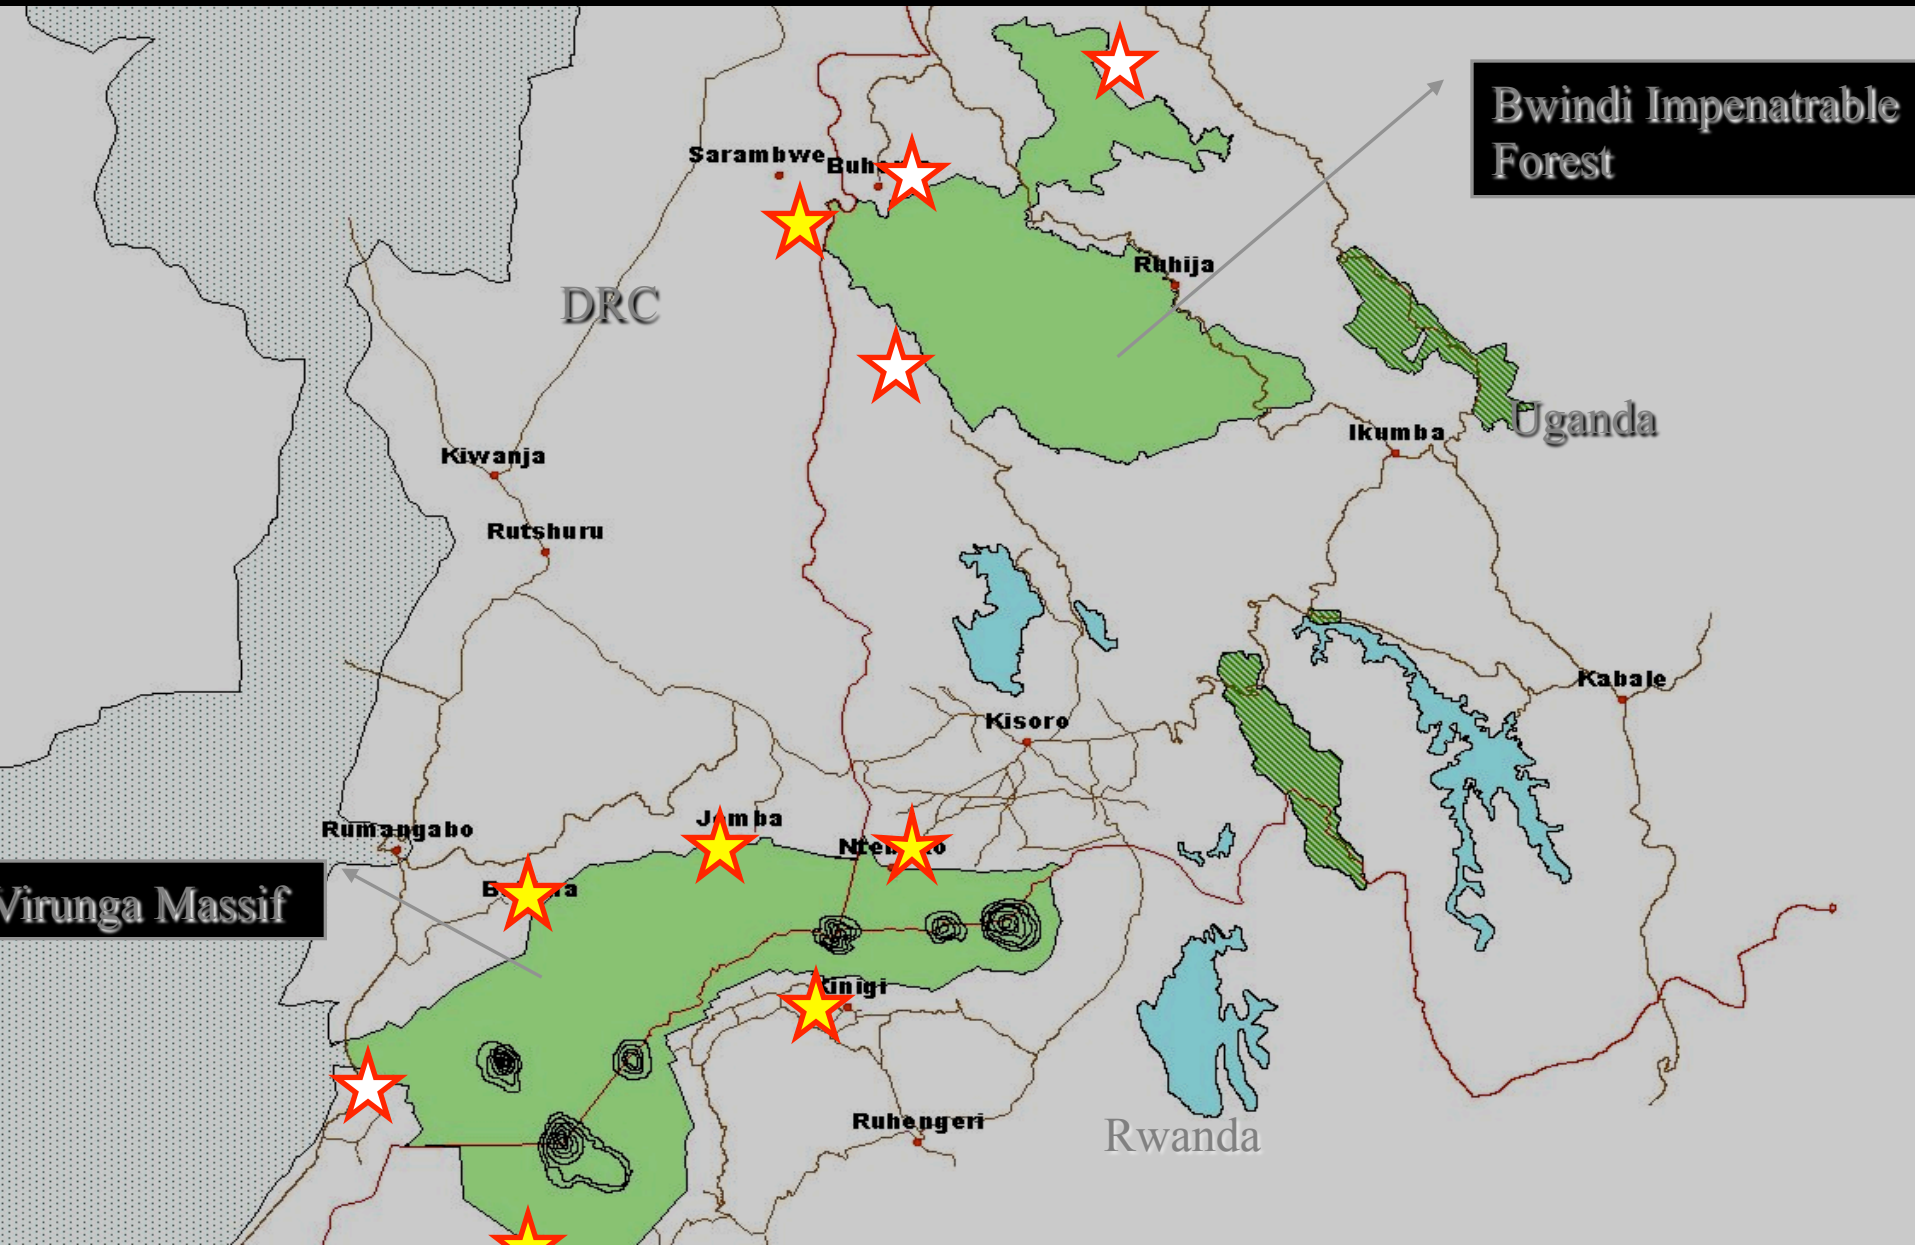 Bwindi Impenatrable
Forest
Sarambwe
DRC
Ruhija
Uganda
Ikumba
Kiwanja
Rutshuru
Kabale
Kisoro
Rumangabo
Virunga Massif
Ruhengeri
Rwanda